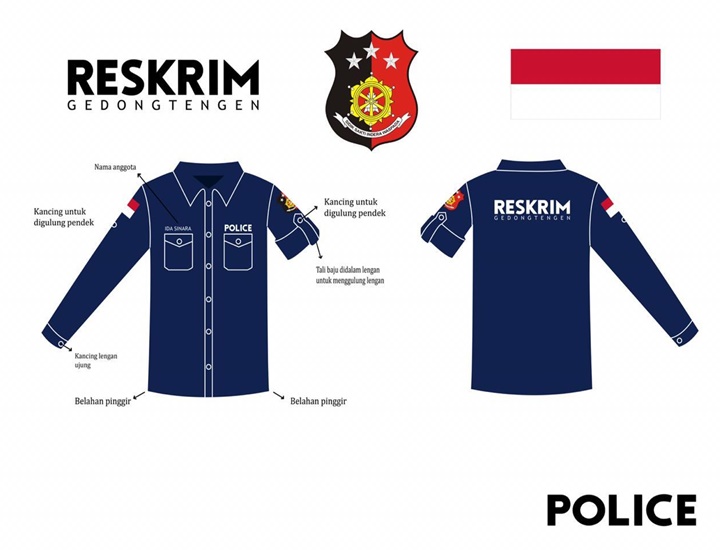 RESKRIM
GEDONGTENGEN
Nama anggota
Kancing untuk
digulung pendek
IDA SINARA
POLICE
Kancing untuk
digulung pendek
Tali baju didalam lengan
untuk menggulung lengan
Kancing lengan
ujung
Belahan pinggir
Belahan pinggir
RESKRIM
GEDONGTENGEN
POLICE